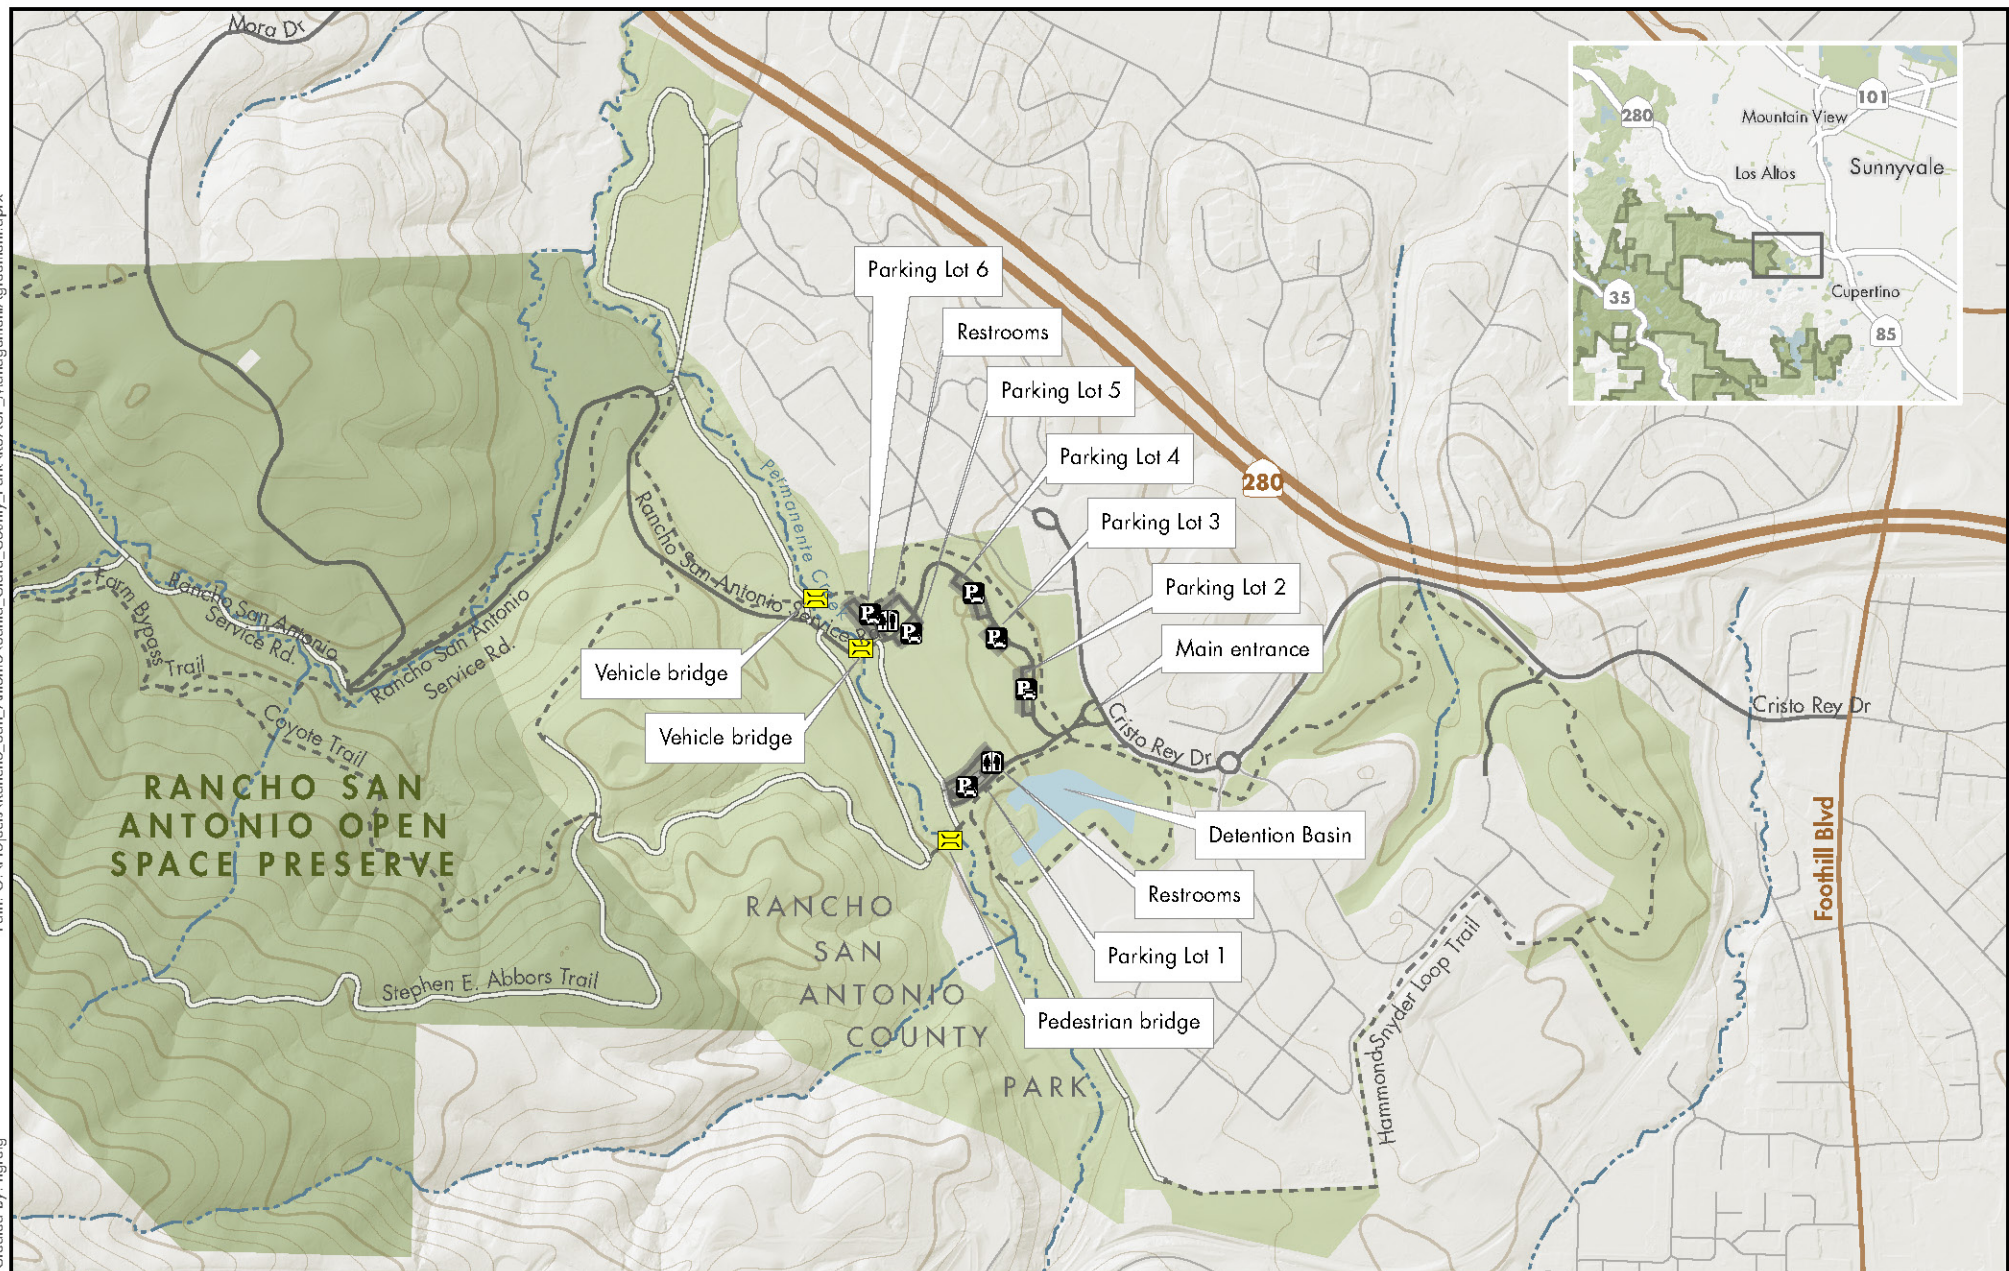 Mora Dr
280
101
Mountain View
Los Altos
Sunnyvale
35
Cupertino
85
Parking Lot 6
Restrooms
Parking Lot 5
Parking Lot 4
Parking Lot 3
Parking Lot 2
Main entrance
280
Permanente Creek
Rancho San Antonio Service Rd.
Farm Bypass Trail
Rancho San Antonio
Service Rd.
Rancho San Antonio
Service Rd.
Coyote Trail
P
P
P
P
P
P
Vehicle bridge
Vehicle bridge
Cristo Rey Dr
Cristo Rey Dr
RANCHO SAN
ANTONIO OPEN
SPACE PRESERVE
Detention Basin
Restrooms
Parking Lot 1
Pedestrian bridge
Foothill Blvd
RANCHO
SAN
ANTONIO
COUNTY
PARK
Stephen E. Abbors Trail
Hammond-Snyder Loop Trail